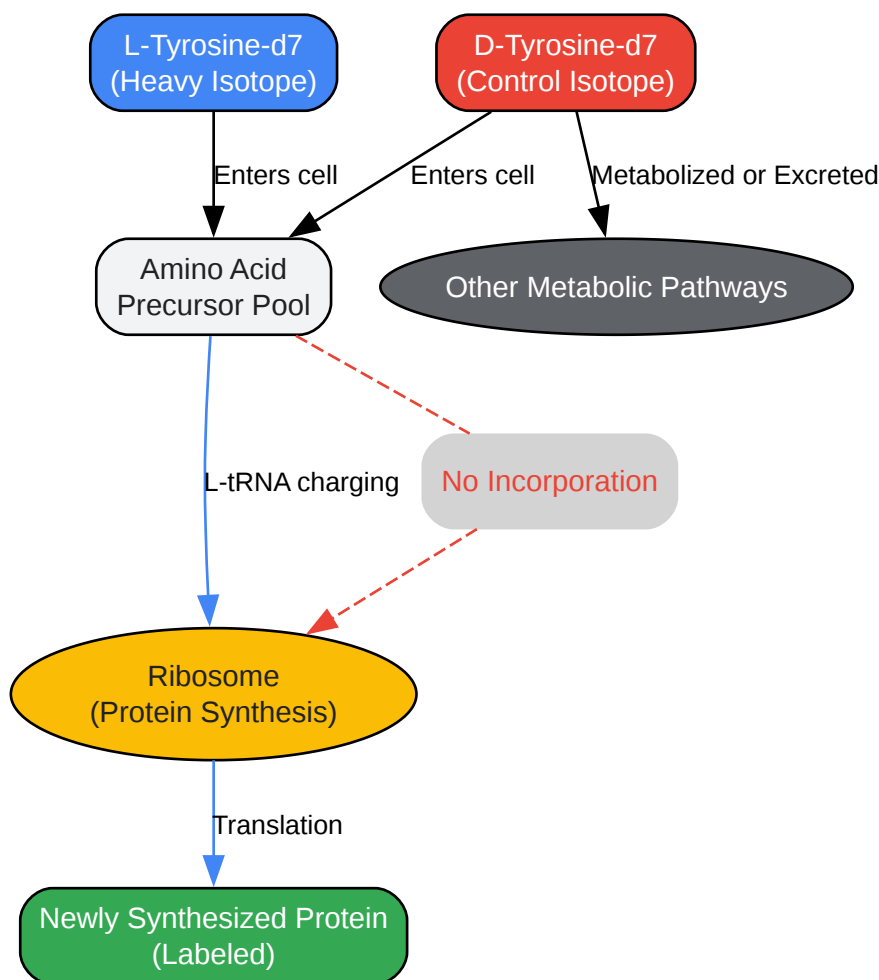 L-Tyrosine-d7
(Heavy Isotope)
D-Tyrosine-d7
(Control Isotope)
Enters cell
Enters cell
Metabolized or Excreted
Amino Acid
Precursor Pool
Other Metabolic Pathways
L-tRNA charging
No Incorporation
Ribosome
(Protein Synthesis)
Translation
Newly Synthesized Protein
(Labeled)